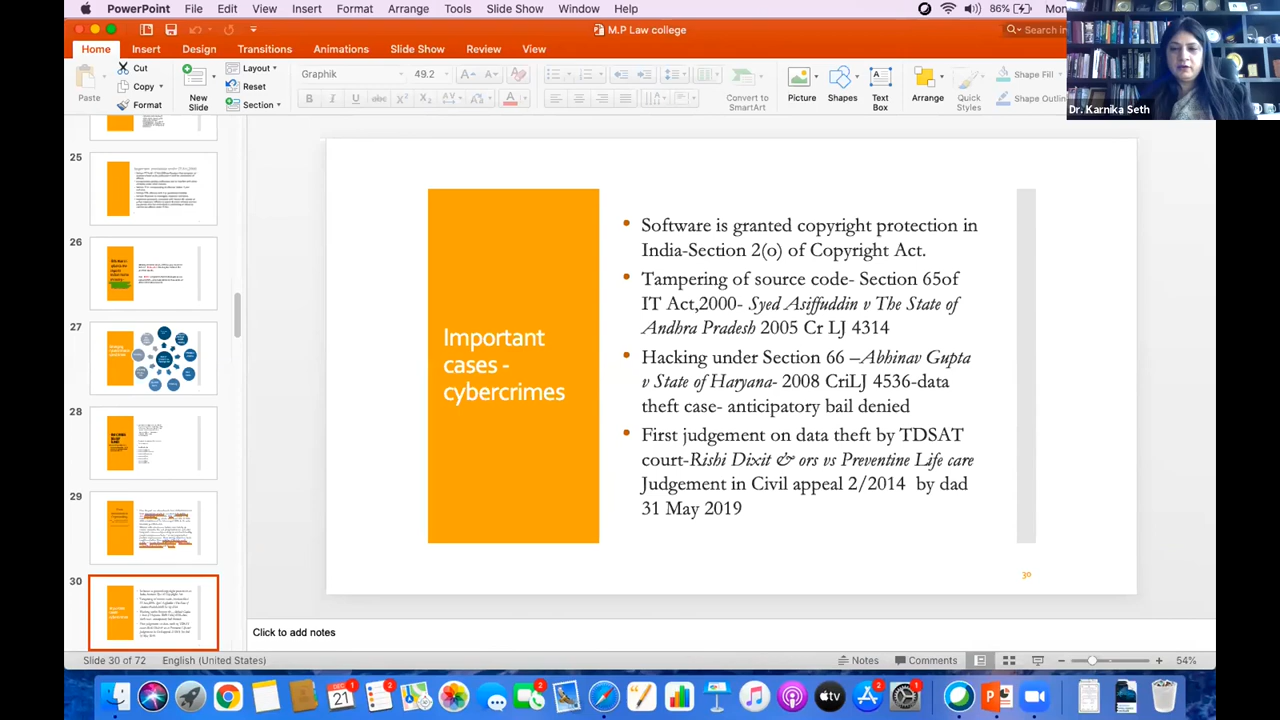 PowerPoint File Edit View Insert Format Arrange Tools Slide Show Window Help 86%
M.P Law college
Home Insert Design Transitions Animations Slide Show Review View
Dr. Karnika Seth
Paste
Cut
Copy
Format
New
Slide
Layout
Reset
Section
Graphik
49.2
Convert to
SmartArt
Picture
Shapes
Text
Box
Arrange
Quick
Styles
Shape Fill
25
26
27
28
29
30
Important
cases -
cybercrimes
• Software is granted copyright protection in
India-Section 2(o) of Copyright Act.
• Tampering of source code- Section 65of
IT Act,2000- Syed Asiffuddin v The State of
Andhra Pradesh 2005 Cr LJ 4314
• Hacking under Section 66 –Abhinav Gupta
v State of Haryana- 2008 CriLJ 4536-data
theft case- anticipatory bail denied
• First judgement on data theft by TDSAT
court-Rishi Dixit & ors vs Preventine Life care
Judgement in Civil appeal 2/2014 by dad
31 May 2019
30
Click to add notes
Slide 30 of 72 English (United States) Notes Comments 54%